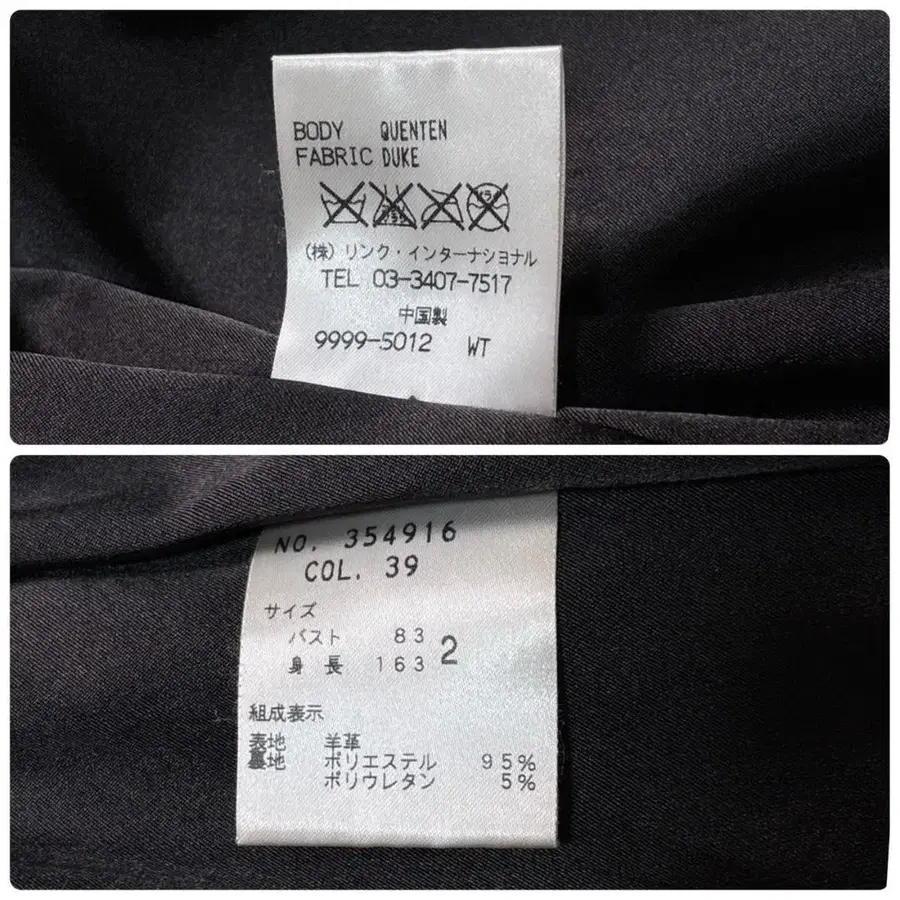 BODY QUENTEN
FABRIC DUKE
(株) リンク・インターナショナル
TEL 03-3407-7517
中国製
9999-5012 WT
NO. 354916
COL. 39
サイズ
バスト 83
身長 163 2
組成表示
表地 羊革
裏地 ポリエステル 95%
ポリウレタン 5%